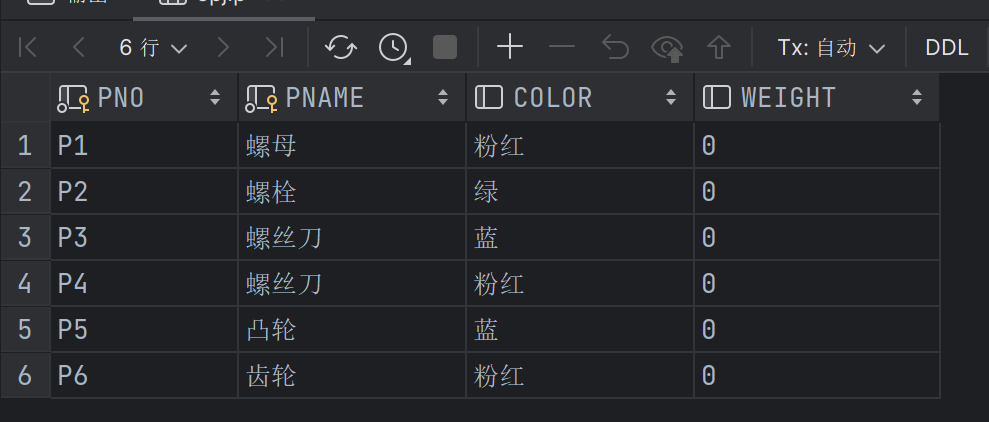 6 行 Tx: 自动 DDL
PNO PNAME COLOR WEIGHT
1 P1 螺母 粉红 0
2 P2 螺栓 绿 0
3 P3 螺丝刀 蓝 0
4 P4 螺丝刀 粉红 0
5 P5 凸轮 蓝 0
6 P6 齿轮 粉红 0